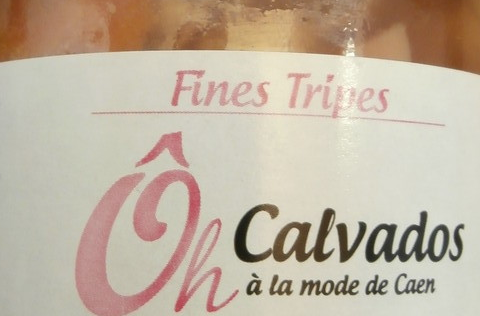 Fines Tripes
Ôh Calvados
à la mode de Caen